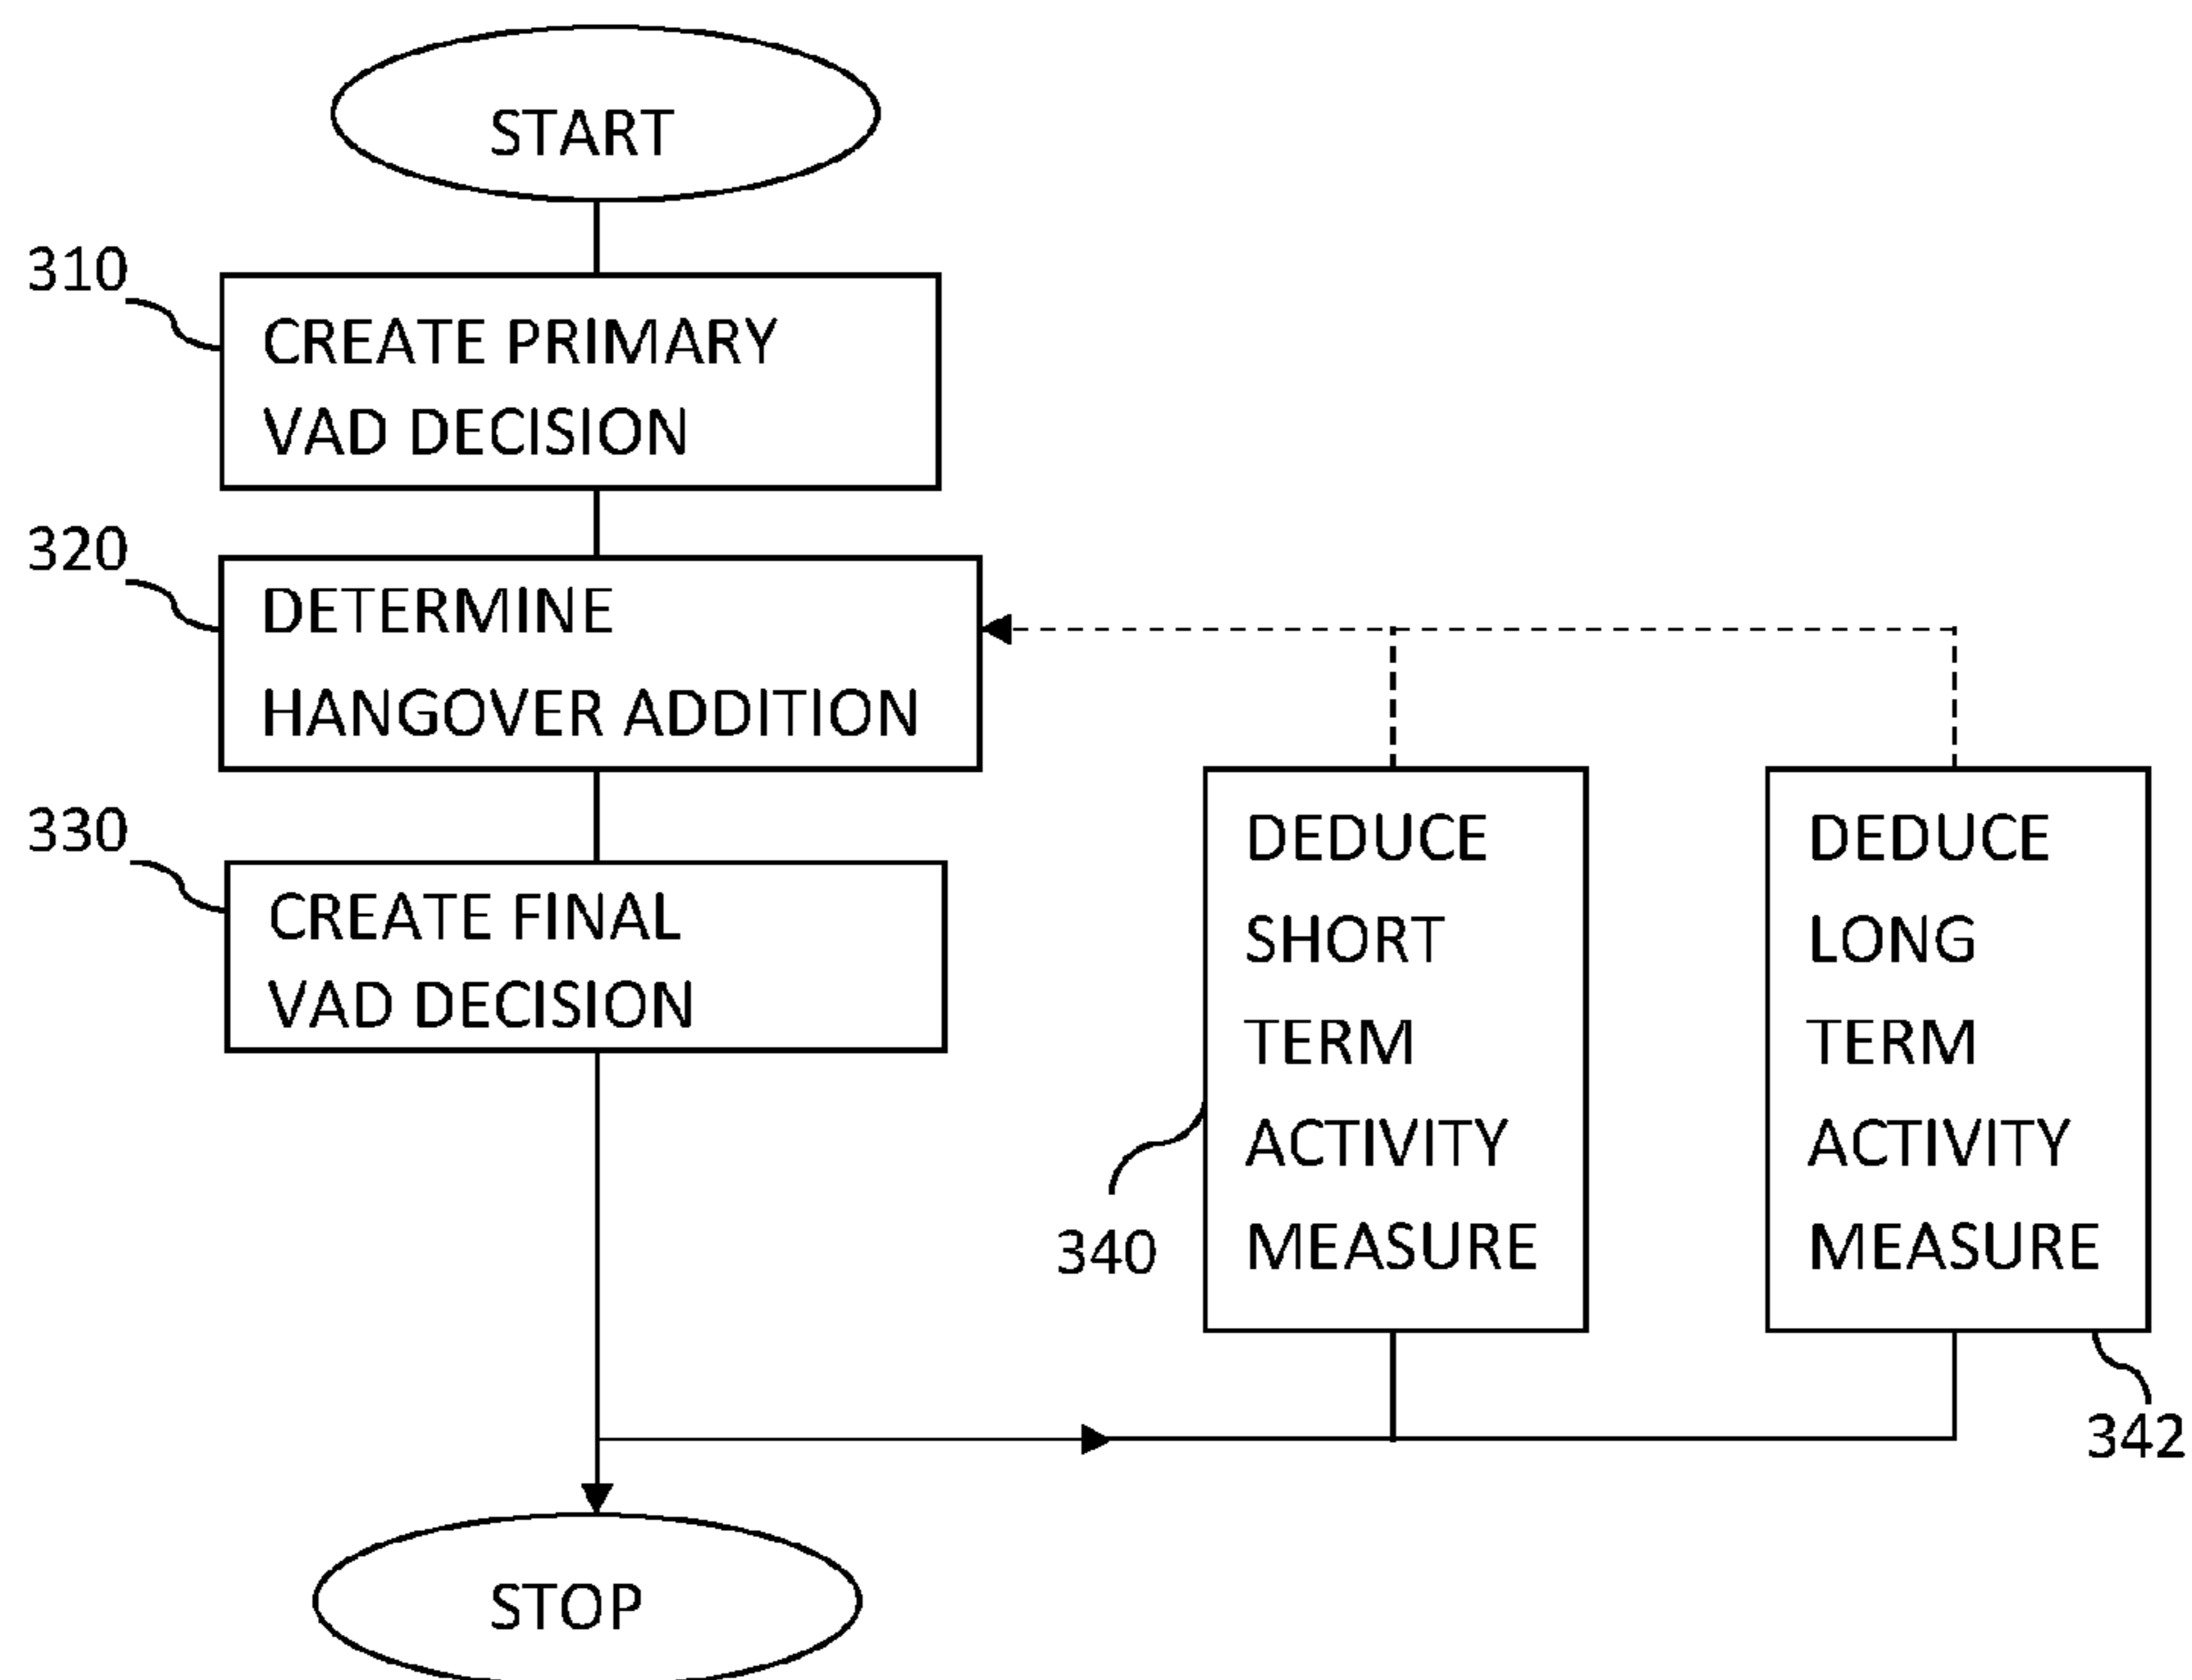 START
310
CREATE PRIMARY
VAD DECISION
320
DETERMINE
HANGOVER ADDITION
330
CREATE FINAL
VAD DECISION
DEDUCE
SHORT
TERM
ACTIVITY
MEASURE
340
DEDUCE
LONG
TERM
ACTIVITY
MEASURE
342
STOP